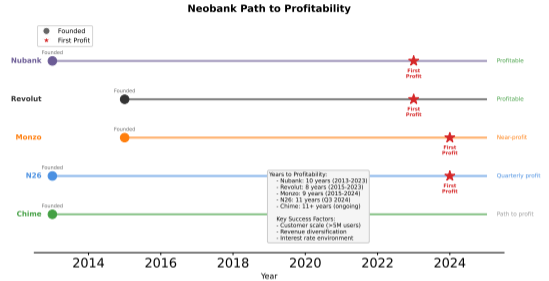 Neobank Path to Profitability
Founded
First Profit
Founded
Nubank
First
Profit
Profitable
Founded
Revolut
First
Profit
Profitable
Founded
Monzo
First
Profit
Near-profit
Founded
N26
First
Profit
Quarterly profit
Chime
Founded
Path to profit
Years to Profitability:
- Nubank: 10 years (2013-2023)
- Revolut: 8 years (2015-2023)
- Monzo: 9 years (2015-2024)
- N26: 11 years (Q3 2024)
- Chime: 11+ years (ongoing)
Key Success Factors:
- Customer scale (>5M users)
- Revenue diversification
- Interest rate environment
2014 2016 2018 2020 2022 2024
Year